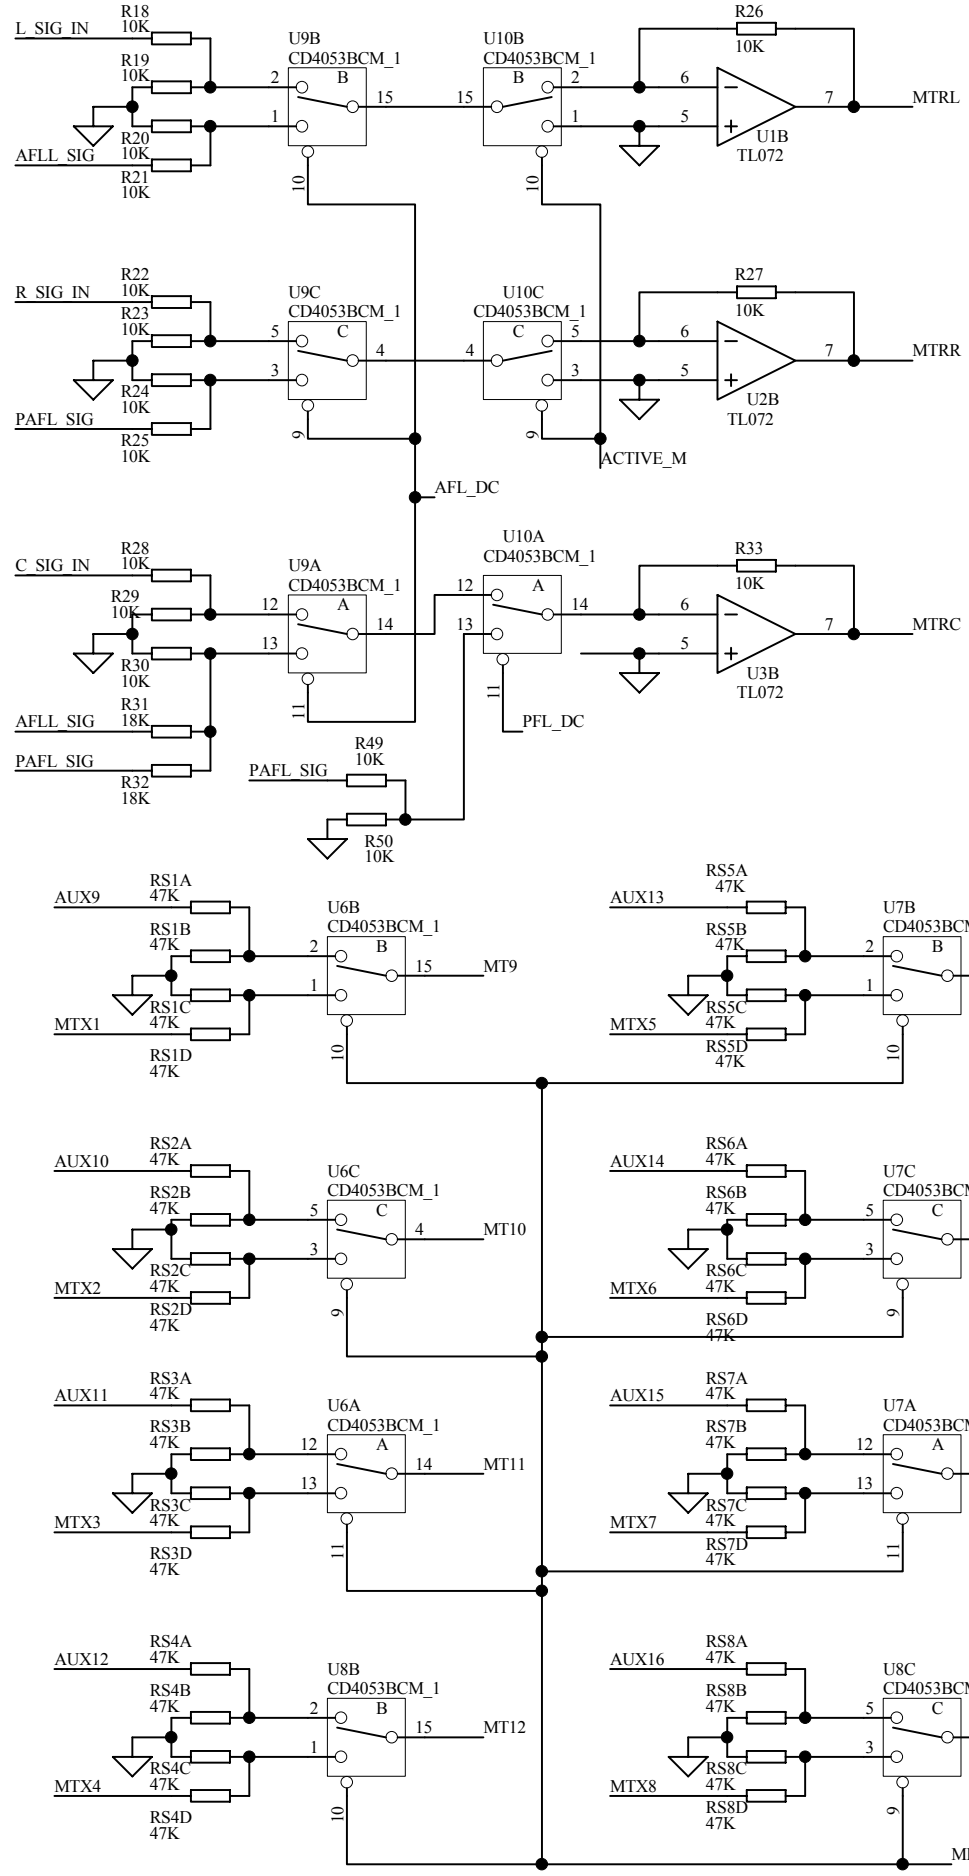 R18
10K
L_SIG_IN
R19
10K
R20
10K
AFLL_SIG
R21
10K
U9B
CD4053BCM_1
B
2
1
15
10
U10B
CD4053BCM_1
B
15
2
1
10
R26
10K
6
5
7
U1B
TL072
MTRL
R22
10K
R_SIG_IN
R23
10K
R24
10K
PAFL_SIG
R25
10K
U9C
CD4053BCM_1
C
5
3
4
9
U10C
CD4053BCM_1
C
4
5
3
9
R27
10K
6
5
7
U2B
TL072
MTRR
ACTIVE_M
AFL_DC
R28
10K
C_SIG_IN
R29
10K
R30
10K
R31
18K
AFLL_SIG
PAFL_SIG
R32
18K
U9A
CD4053BCM_1
A
12
13
14
11
U10A
CD4053BCM_1
A
12
13
14
11
PFL_DC
R33
10K
6
5
7
U3B
TL072
MTRC
R49
10K
PAFL_SIG
R50
10K
RS1A
47K
AUX9
RS1B
47K
RS1C
47K
MTX1
RS1D
47K
U6B
CD4053BCM_1
B
2
1
15
MT9
10
RS5A
47K
AUX13
RS5B
47K
RS5C
47K
MTX5
RS5D
47K
U7B
CD4053BCM
B
2
1
10
RS2A
47K
AUX10
RS2B
47K
RS2C
47K
MTX2
RS2D
47K
U6C
CD4053BCM_1
C
5
3
4
MT10
9
RS6A
47K
AUX14
RS6B
47K
RS6C
47K
MTX6
RS6D
47K
U7C
CD4053BCM
C
5
3
9
RS3A
47K
AUX11
RS3B
47K
RS3C
47K
MTX3
RS3D
47K
U6A
CD4053BCM_1
A
12
13
14
MT11
11
RS7A
47K
AUX15
RS7B
47K
RS7C
47K
MTX7
RS7D
47K
U7A
CD4053BCM
A
12
13
11
RS4A
47K
AUX12
RS4B
47K
RS4C
47K
MTX4
RS4D
47K
U8B
CD4053BCM_1
B
2
1
15
MT12
10
RS8A
47K
AUX16
RS8B
47K
RS8C
47K
MTX8
RS8D
47K
U8C
CD4053BCM
C
5
3
9